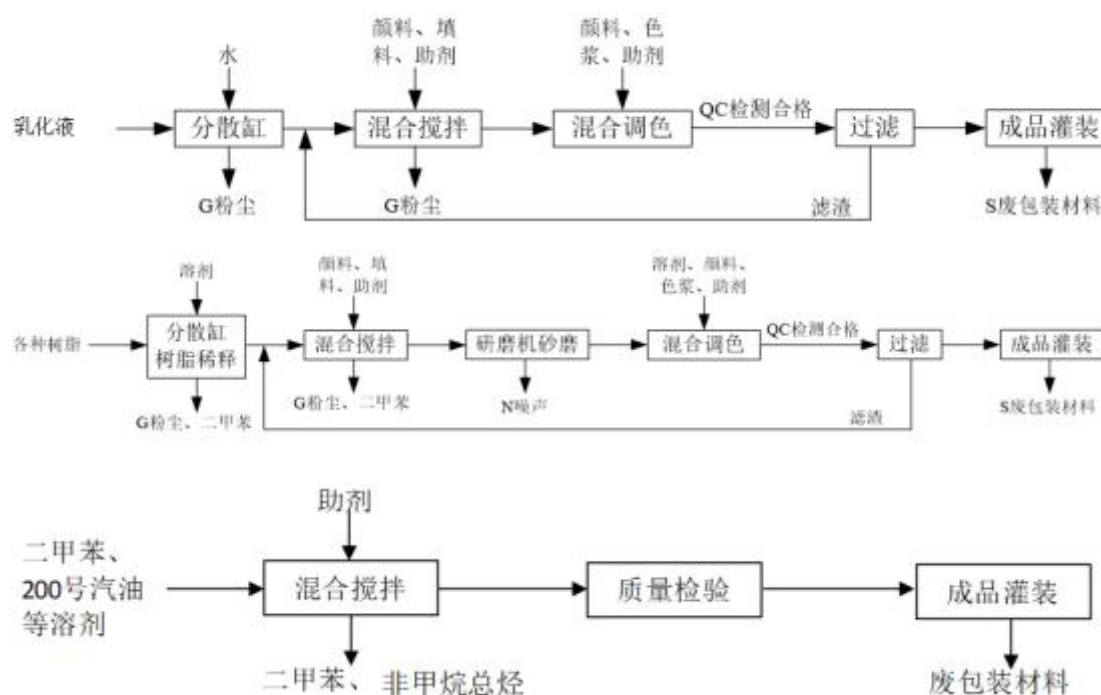 颜料、填
料、助剂
颜料、色
浆、助剂
水
QC检测合格
乳化液
分散缸
混合搅拌
混合调色
过滤
成品灌装
G粉尘
G粉尘
滤渣
S废包装材料
溶剂
颜料、填
料、助剂
溶剂、颜料、
色浆、助剂
QC检测合格
各种树脂
分散缸
树脂稀释
混合搅拌
研磨机砂磨
混合调色
过滤
成品灌装
G粉尘、二甲苯
G粉尘、二甲苯
N噪声
滤渣
S废包装材料
助剂
二甲苯、
200号汽油
等溶剂
混合搅拌
质量检验
成品灌装
二甲苯、非甲烷总烃
废包装材料